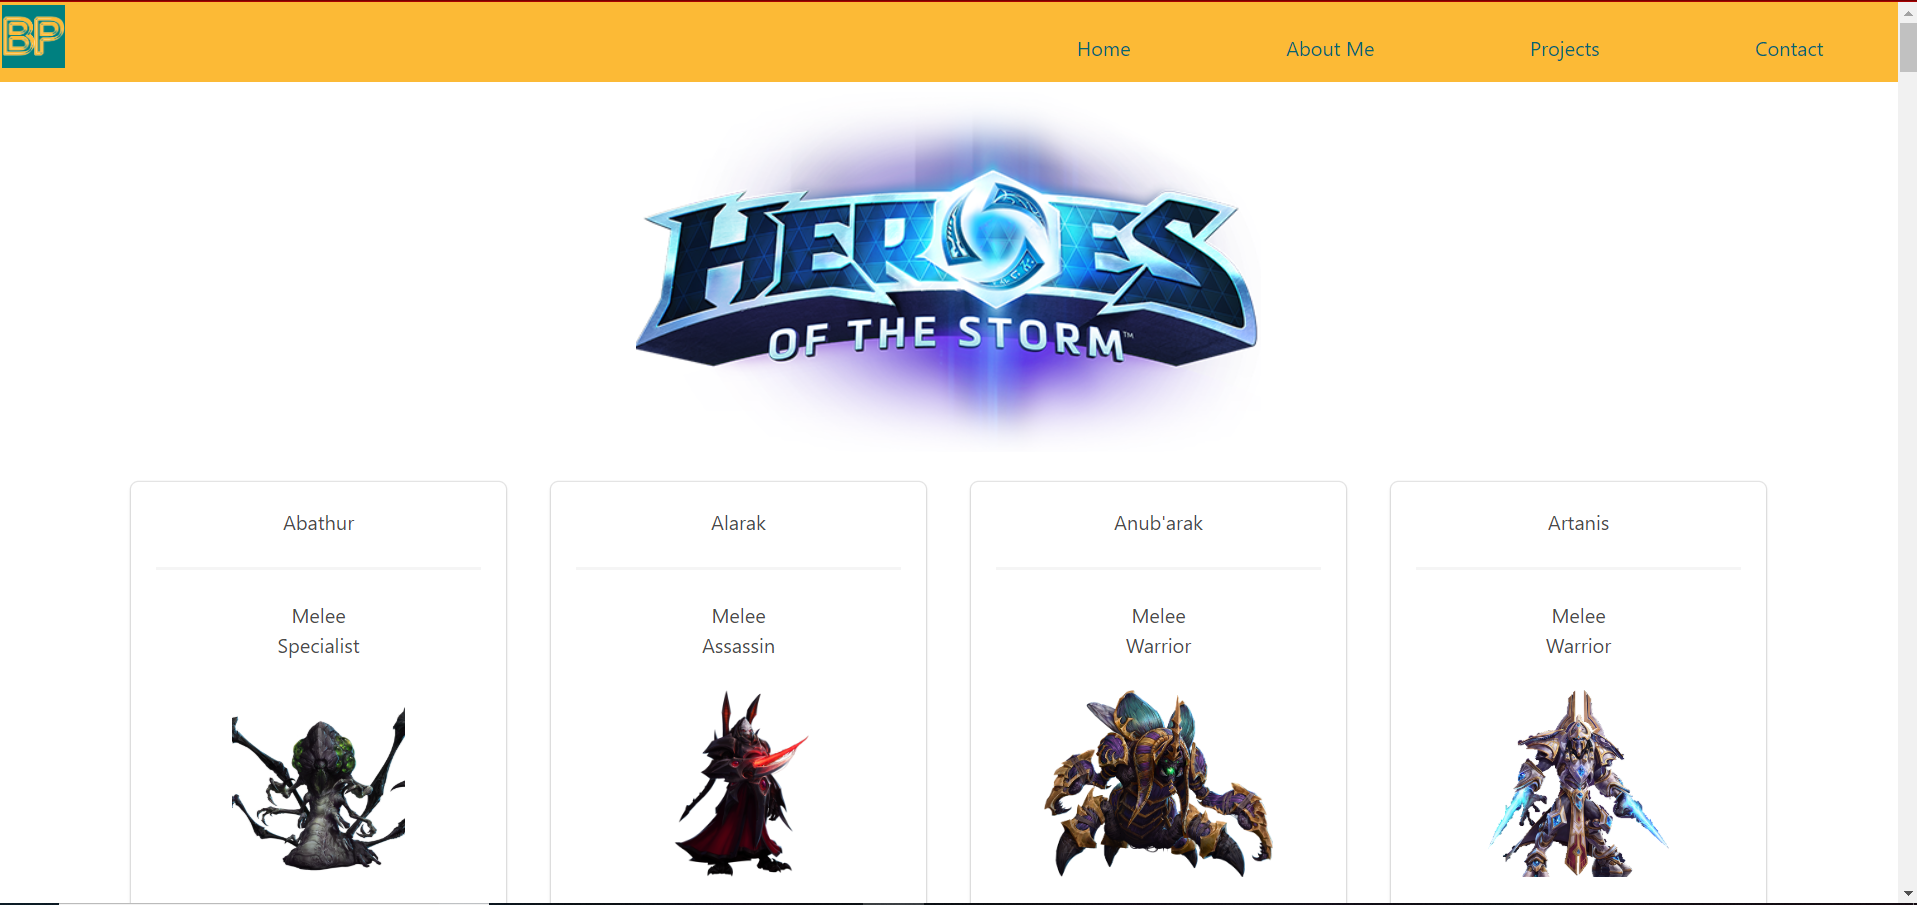 BP
Home About Me Projects Contact
HEROES
OF THE STORM™
Abathur Alarak Anub'arak Artanis
Melee Melee Melee Melee
Specialist Assassin Warrior Warrior